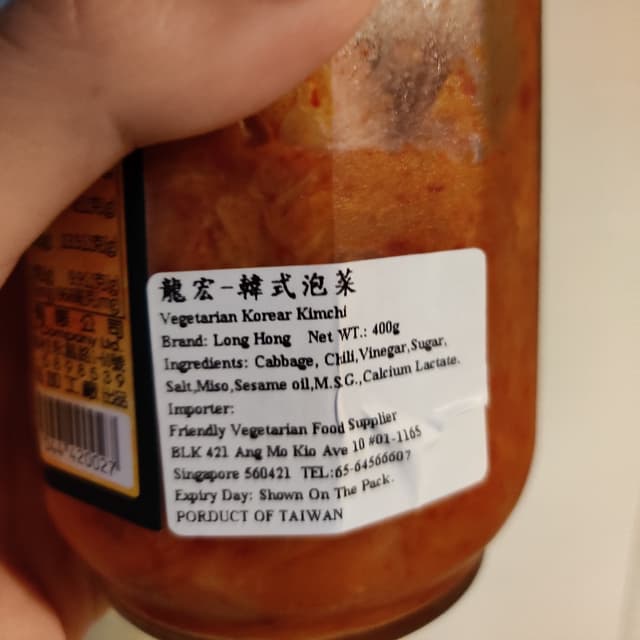 龍宏-韓式泡菜
Vegetarian Korear Kimchi
Brand: Long Hong Net WT.: 400g
Ingredients: Cabbage, Chili,Vinegar,Sugar,
Salt,Miso,Sesame oil,M.S.G.,Calcium Lactate.
Importer:
Friendly Vegetarian Food Supplier
BLK 421 Ang Mo Kio Ave 10 #01-1165
Singapore 560421 TEL:65-64566607
Expiry Day: Shown On The Pack.
PORDUCT OF TAIWAN